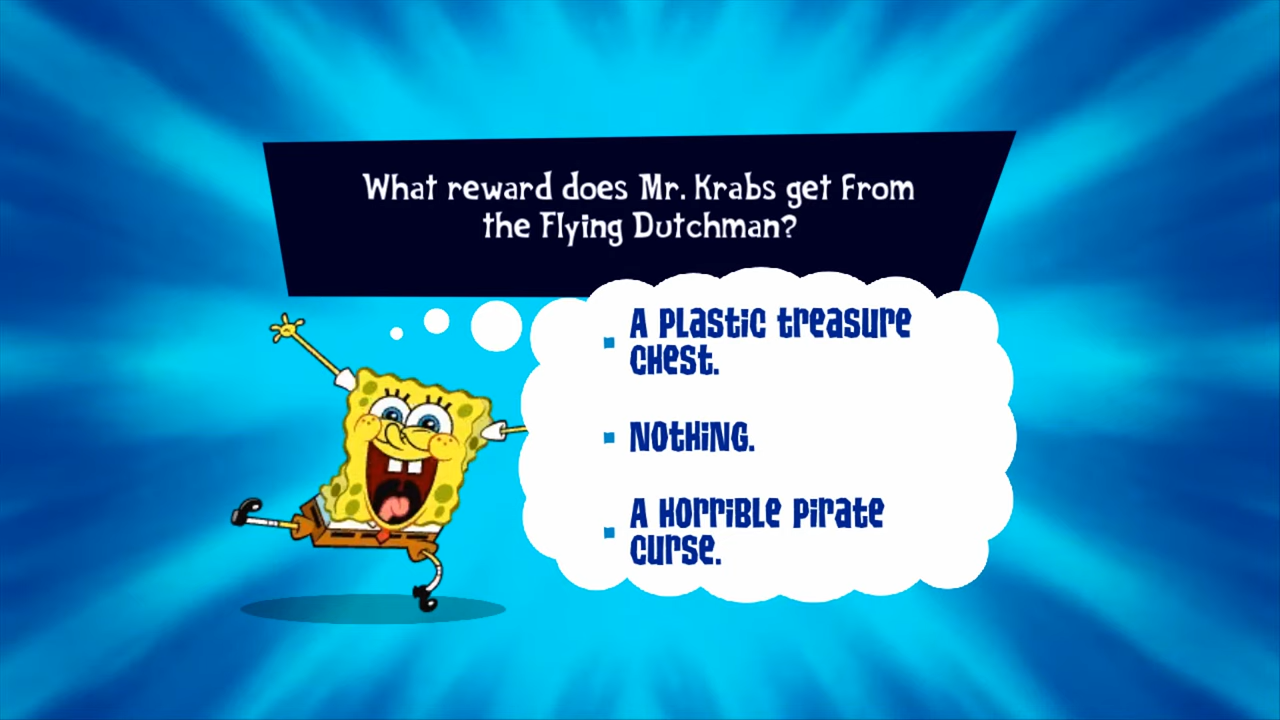 What reward does Mr. Krabs get from
the Flying Dutchman?
A plastic treasure
chest.
Nothing.
A horrible pirate
curse.